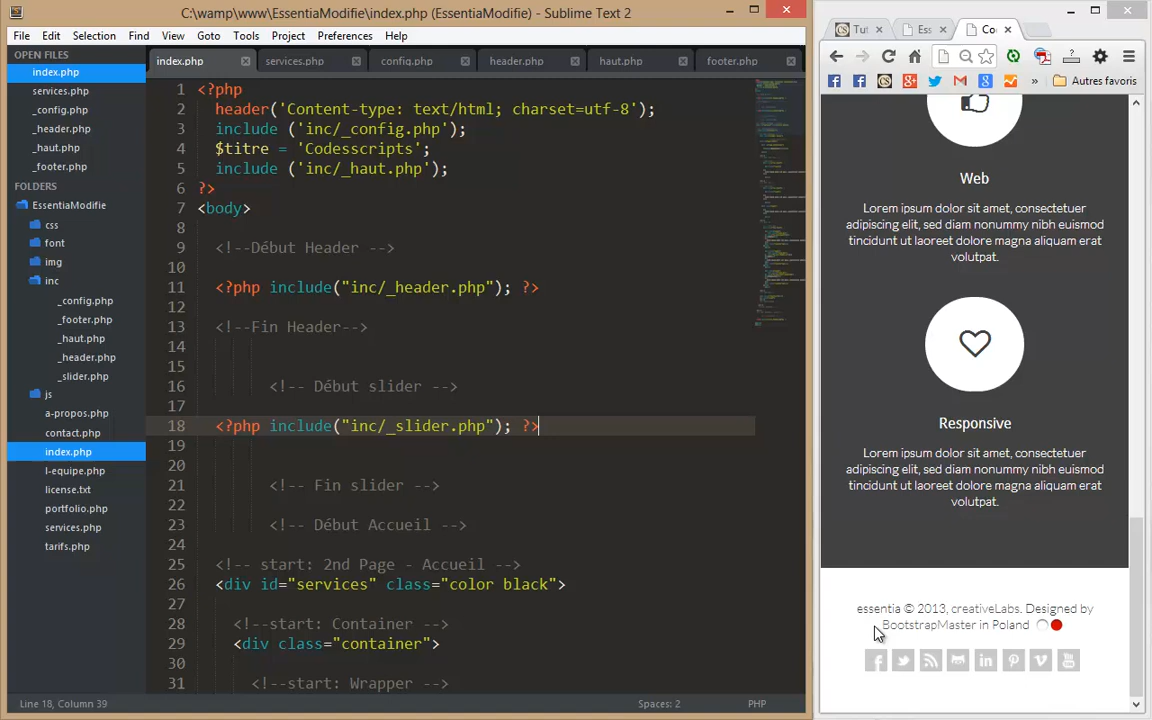 C:\wamp\www\EssentiaModifie\index.php (EssentiaModifie) - Sublime Text 2
File Edit Selection Find View Goto Tools Project Preferences Help
OPEN FILES
index.php
services.php
_config.php
_header.php
_haut.php
_footer.php
FOLDERS
EssentiaModifie
css
font
img
inc
_config.php
_footer.php
_haut.php
_header.php
_slider.php
js
a-propos.php
contact.php
index.php
l-equipe.php
license.txt
portfolio.php
services.php
tarifs.php
index.php services.php config.php header.php haut.php footer.php
1 <?php
2 header('Content-type: text/html; charset=utf-8');
3 include ('inc/_config.php');
4 $titre = 'Codesscripts';
5 include ('inc/_haut.php');
6 ?>
7 <body>
8
9 <!--Début Header -->
10
11 <?php include("inc/_header.php"); ?>
12
13 <!--Fin Header-->
14
15
16 <!-- Début slider -->
17
18 <?php include("inc/_slider.php"); ?>
19
20
21 <!-- Fin slider -->
22
23 <!-- Début Accueil -->
24
25 <!-- start: 2nd Page - Accueil -->
26 <div id="services" class="color black">
27
28 <!--start: Container -->
29 <div class="container">
30
31 <!--start: Wrapper -->
Line 18, Column 39 Spaces: 2 PHP
Tut Ess Co
Autres favoris
Web
Lorem ipsum dolor sit amet, consectetuer
adipiscing elit, sed diam nonummy nibh euismod
tincidunt ut laoreet dolore magna aliquam erat
volutpat.
Responsive
Lorem ipsum dolor sit amet, consectetuer
adipiscing elit, sed diam nonummy nibh euismod
tincidunt ut laoreet dolore magna aliquam erat
volutpat.
essentia © 2013, creativeLabs. Designed by
BootstrapMaster in Poland